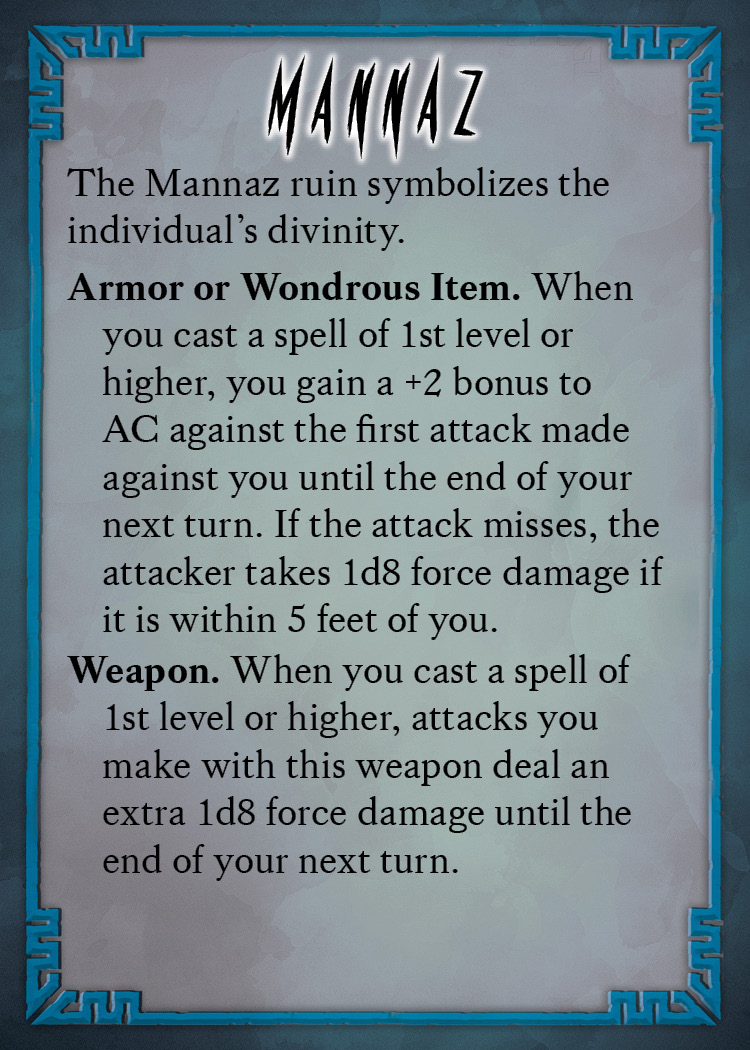 MANNAZ
The Mannaz ruin symbolizes the
individual’s divinity.
Armor or Wondrous Item. When
you cast a spell of 1st level or
higher, you gain a +2 bonus to
AC against the first attack made
against you until the end of your
next turn. If the attack misses, the
attacker takes 1d8 force damage if
it is within 5 feet of you.
Weapon. When you cast a spell of
1st level or higher, attacks you
make with this weapon deal an
extra 1d8 force damage until the
end of your next turn.